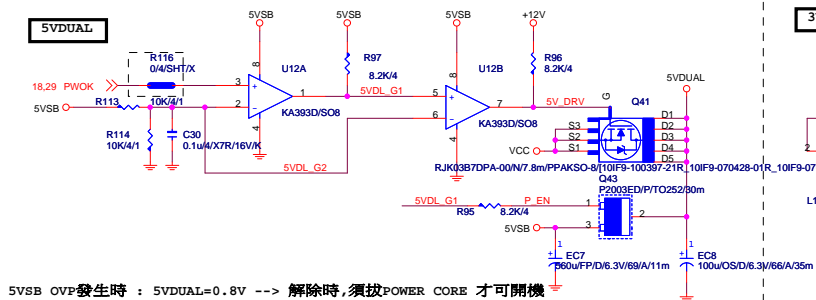 5VDUAL
5VSB
5VSB
5VSB
+12V
3
R116
0/4/SHT/X
U12A
R97
8.2K/4
U12B
R96
8.2K/4
5VDUAL
18,29 PWOK
8
3
+
2
-
1
4
KA393D/SO8
5VDL_G1
8
5
+
6
-
7
4
KA393D/SO8
5V_DRV
G
Q41
5VSB
R113
10K/4/1
R114
10K/4/1
C30
0.1u/4/X7R/16V/K
5VDL_G2
S3
S2
S1
VCC
D1
D2
D3
D4
D5
2
RJK03B7DPA-00/N/7.8m/PPAKSO-8/[10IF9-100397-21R_10IF9-070428-01R_10IF9-07
Q43
P2003ED/P/TO252/30m
L1
5VDL_G1
R95
8.2K/4
P_EN
1
2
3
5VSB
1
+
EC7
560u/FP/D/6.3V/69/A/11m
1
+
EC8
100u/OS/D/6.3V/66/A/35m
5VSB OVP發生時 : 5VDUAL=0.8V --> 解除時,須拔POWER CORE 才可開機